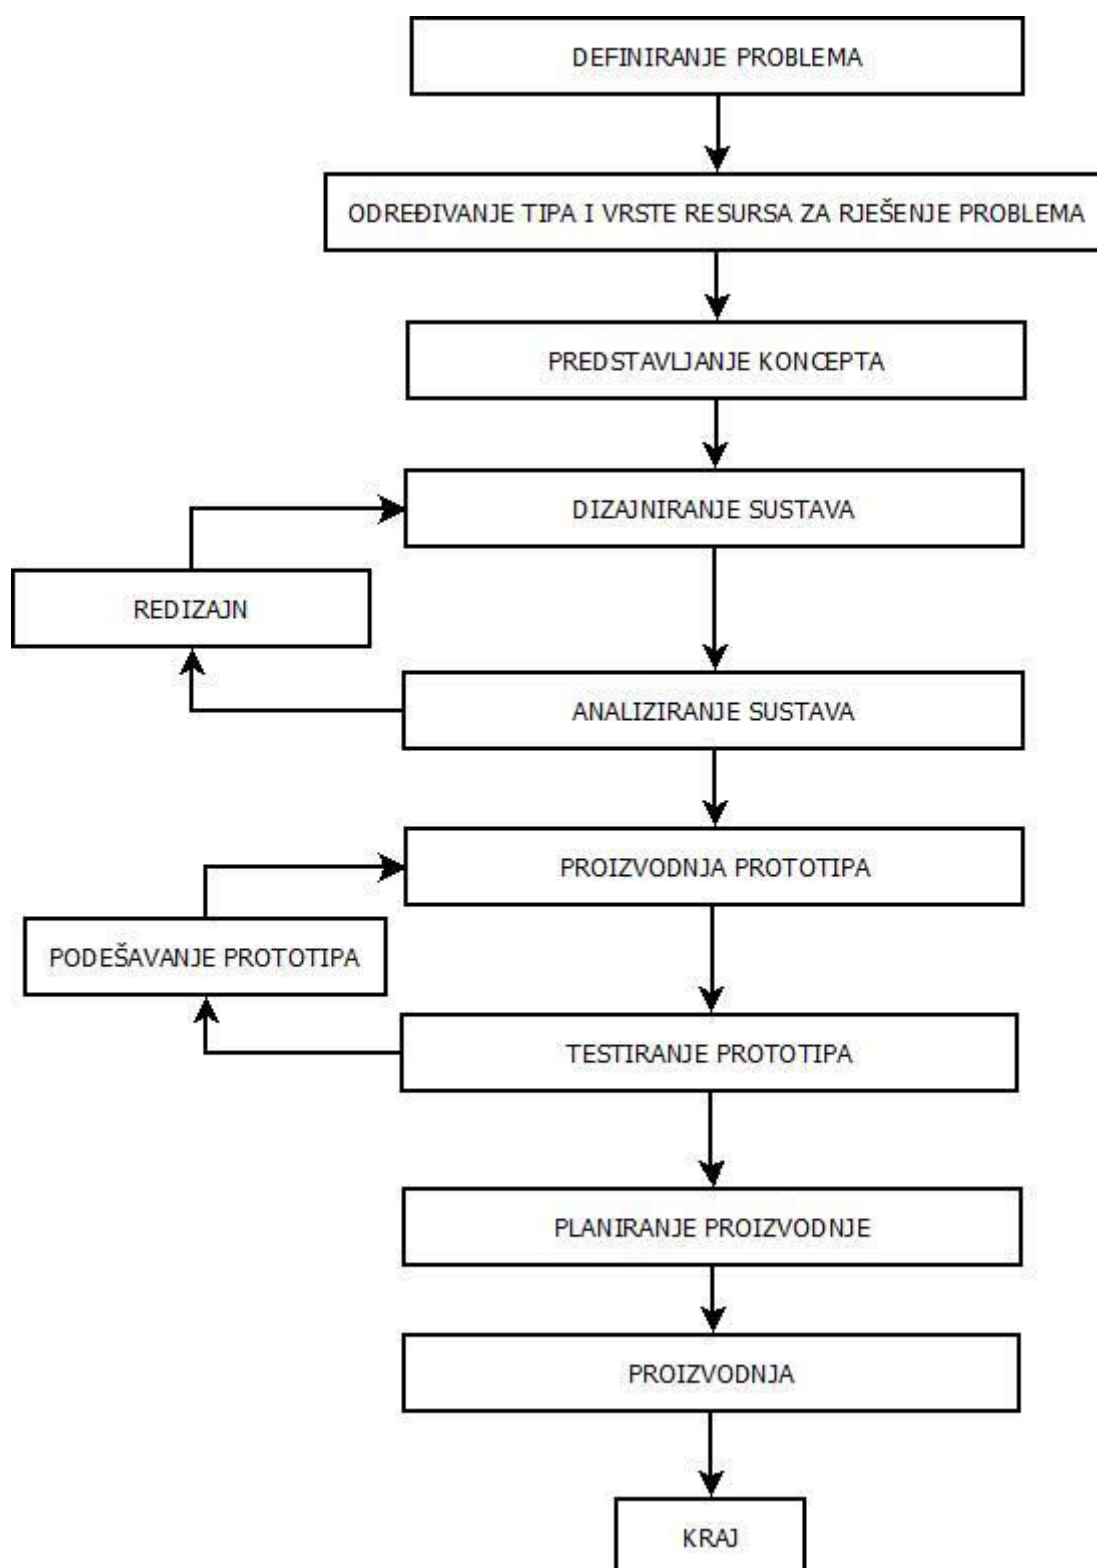 DEFINIRANJE PROBLEMA
ODREĐIVANJE TIPA I VRSTE RESURSA ZA RJEŠENJE PROBLEMA
PREDSTAVLJANJE KONCEPTA
DIZAJNIRANJE SUSTAVA
REDIZAJN
ANALIZIRANJE SUSTAVA
PROIZVODNJA PROTOTIPA
PODEŠAVANJE PROTOTIPA
TESTIRANJE PROTOTIPA
PLANIRANJE PROIZVODNJE
PROIZVODNJA
KRAJ